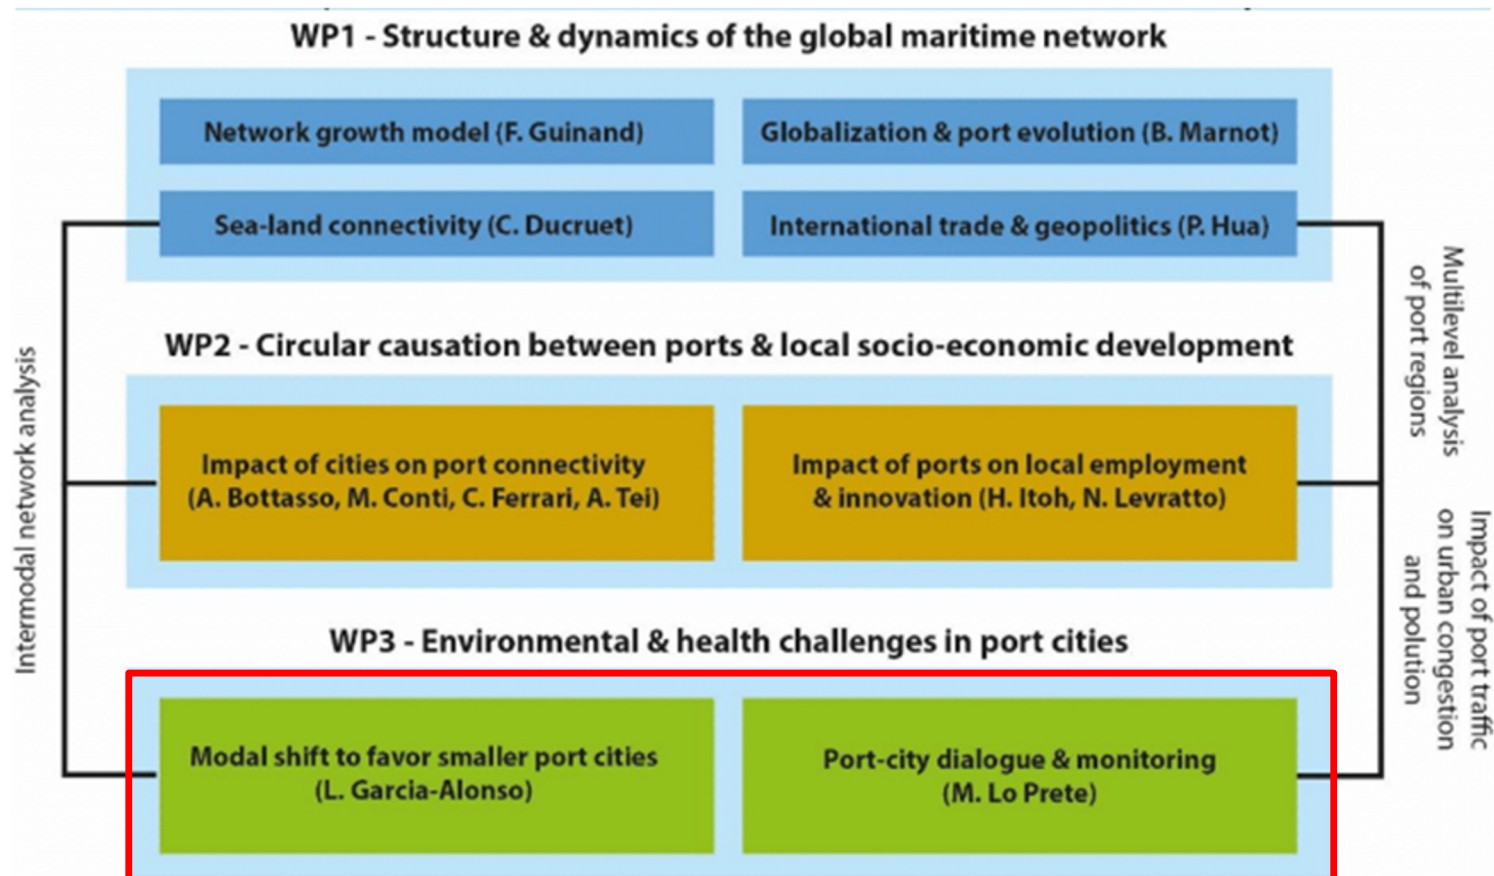 WP1 - Structure & dynamics of the global maritime network
Network growth model (F. Guinand)
Globalization & port evolution (B. Marnot)
Sea-land connectivity (C. Ducruet)
International trade & geopolitics (P. Hua)
Multilevel analysis
of port regions
WP2 - Circular causation between ports & local socio-economic development
Intermodal network analysis
Impact of cities on port connectivity
(A. Bottasso, M. Conti, C. Ferrari, A. Tei)
Impact of ports on local employment
& innovation (H. Itoh, N. Levratto)
Impact of port traffic
on urban congestion
and polution
WP3 - Environmental & health challenges in port cities
Modal shift to favor smaller port cities
(L. Garcia-Alonso)
Port-city dialogue & monitoring
(M. Lo Prete)